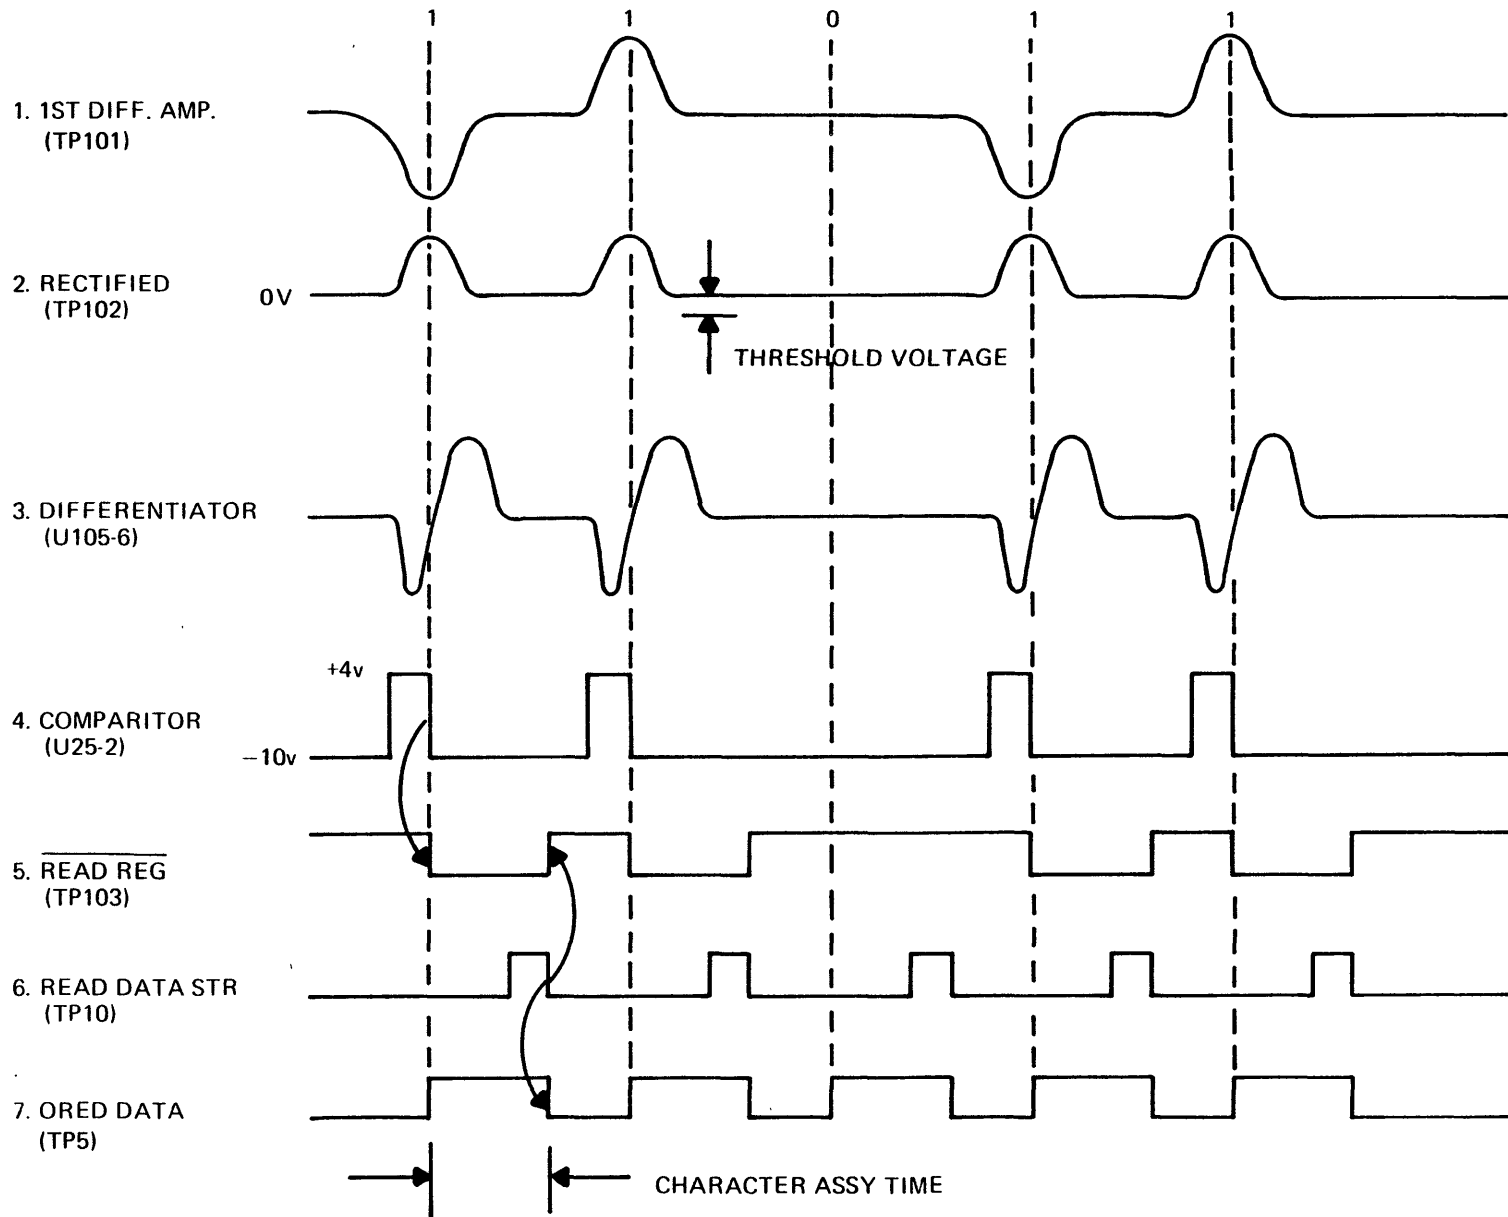 1 1 0 1 1
1. 1ST DIFF. AMP.
(TP101)
2. RECTIFIED
(TP102)
0V
THRESHOLD VOLTAGE
3. DIFFERENTIATOR
(U105-6)
+4v
4. COMPARITOR
(U25-2)
−10v
5. READ REG
(TP103)
6. READ DATA STR
(TP10)
7. ORED DATA
(TP5)
CHARACTER ASSY TIME